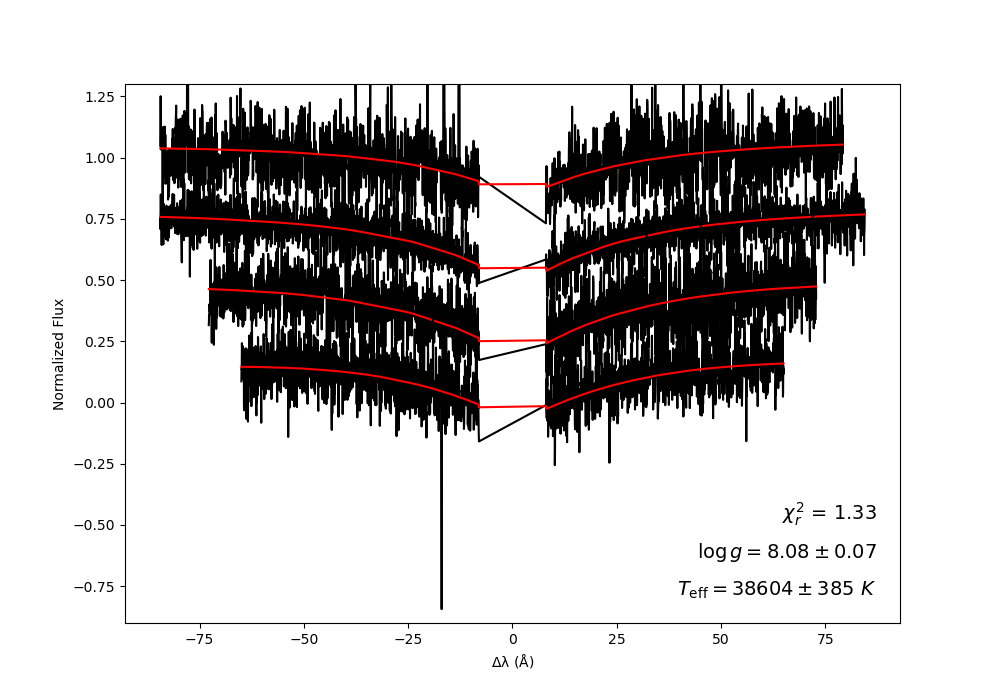 1.25
1.00
0.75
0.50
0.25
0.00
−0.25
−0.50
−0.75
Normalized Flux
χ²ᵣ = 1.33
log g = 8.08 ± 0.07
T_eff = 38604 ± 385 K
−75 −50 −25 0 25 50 75
Δλ (Å)